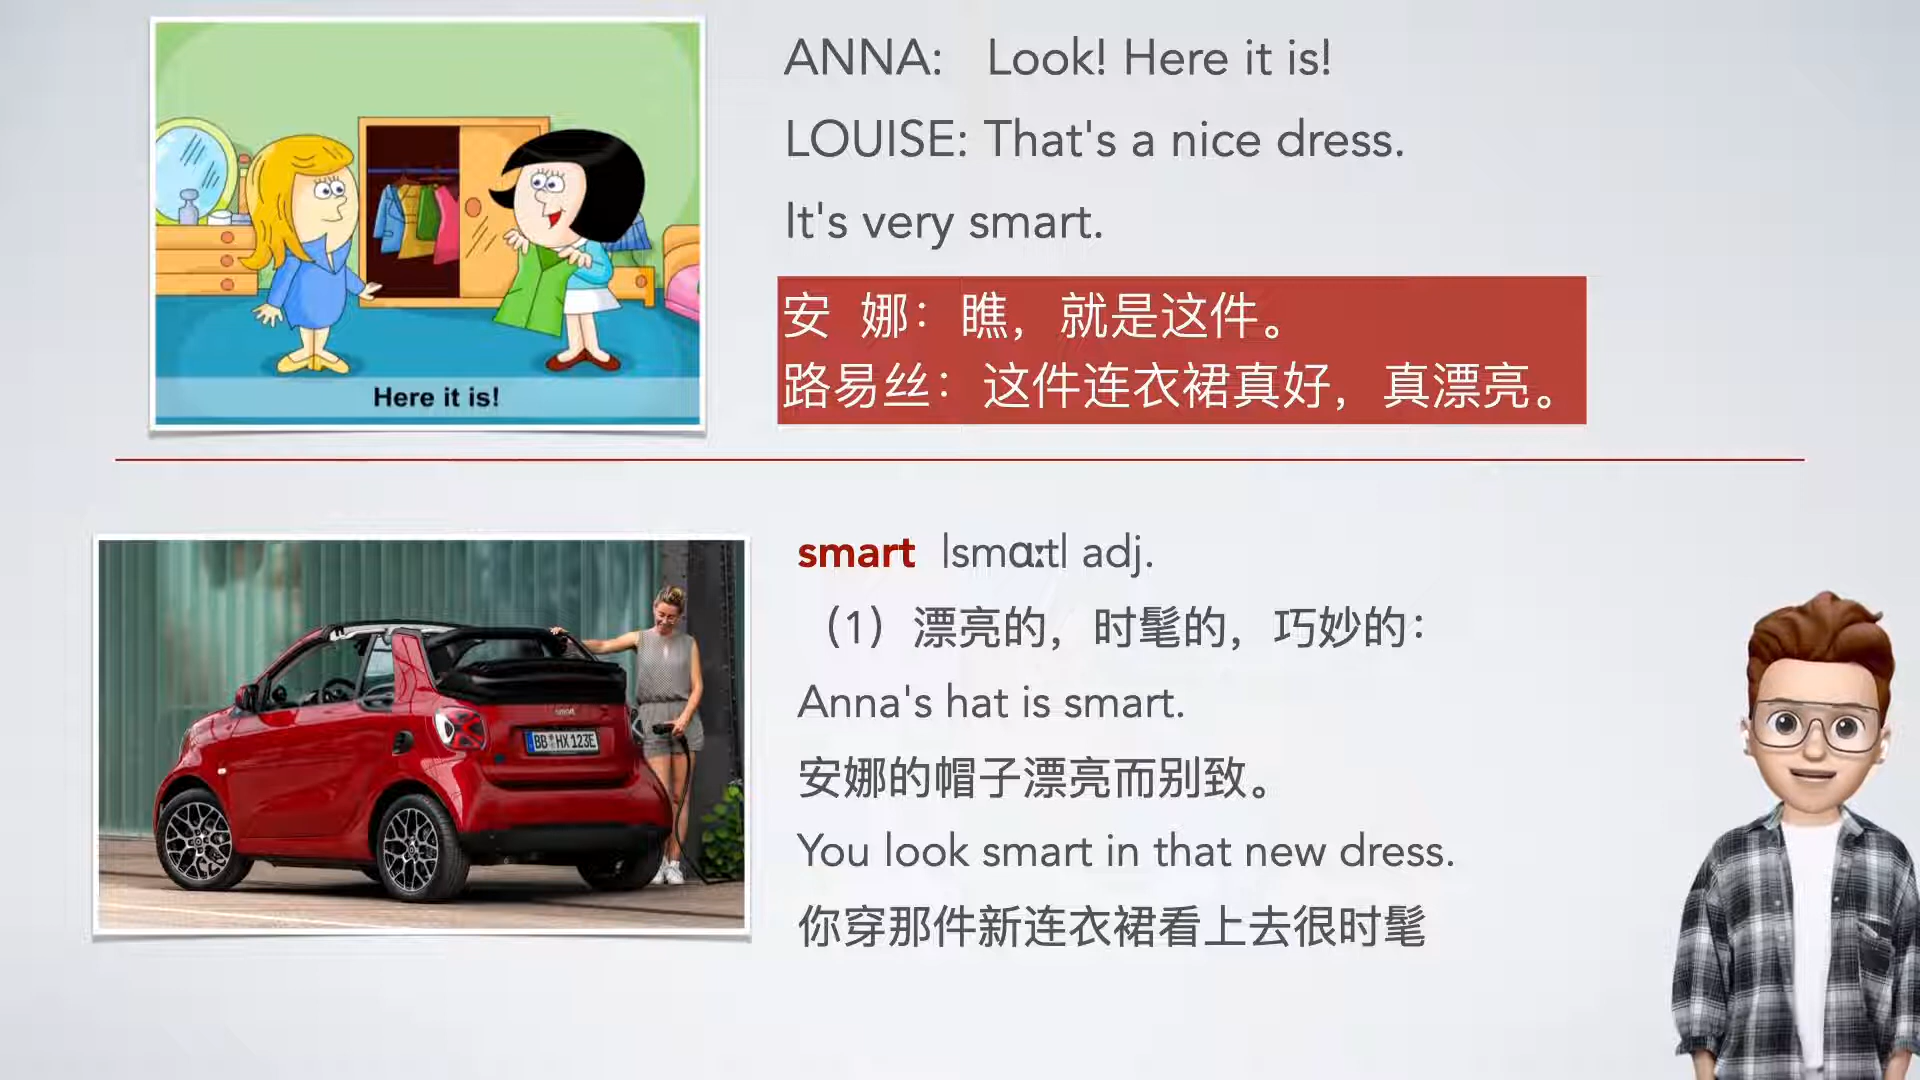 ANNA: Look! Here it is!
LOUISE: That's a nice dress.
It's very smart.
安 娜：瞧，就是这件。
路易丝：这件连衣裙真好，真漂亮。
Here it is!
smart lsmɑːtl adj.
（1）漂亮的，时髦的，巧妙的：
Anna's hat is smart.
安娜的帽子漂亮而别致。
You look smart in that new dress.
你穿那件新连衣裙看上去很时髦
smart
BB HX 123E